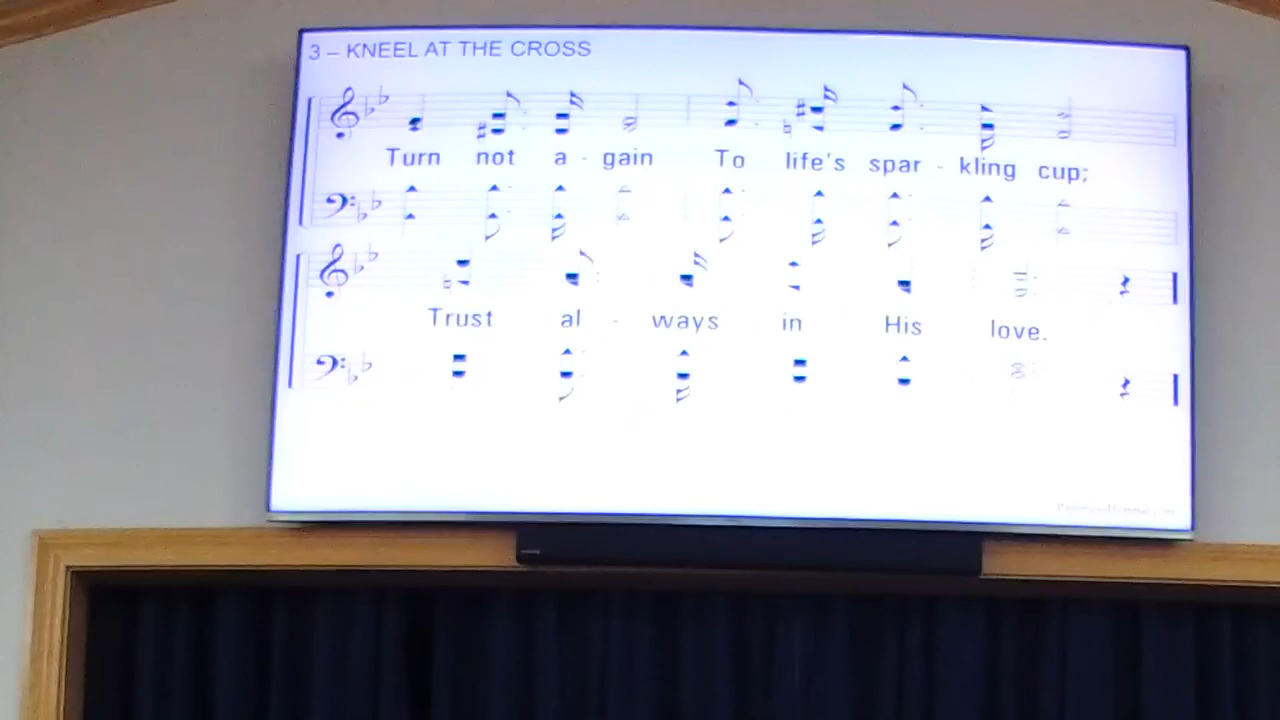 3 – KNEEL AT THE CROSS
Turn not a - gain To life's spar - kling cup;
Trust al - ways in His love.